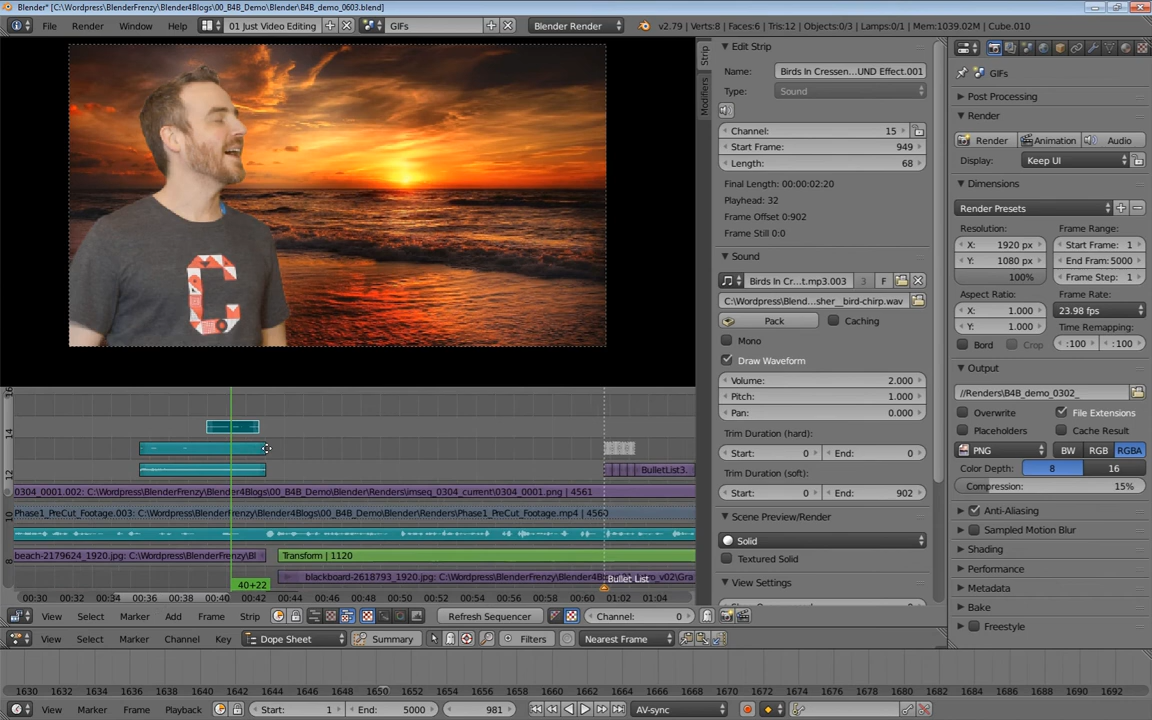 Blender* [C:\Wordpress\BlenderFrenzy\Blender4Blogs\00_B4B_Demo\Blender\B4B_demo_0603.blend]
File Render Window Help 01 Just Video Editing GIFs Blender Render v2.79 | Verts:8 | Faces:6 | Tris:12 | Objects:0/3 | Lamps:0/1 | Mem:1039.02M | Cube.010
C
Strip
Modifiers
Edit Strip
Name: Birds In Cressen...UND Effect.001
Type: Sound
Channel: 15
Start Frame: 949
Length: 68
Final Length: 00:00:02:20
Playhead: 32
Frame Offset 0:902
Frame Still 0:0
Sound
Birds In Cr...t.mp3.003 3 F
C:\Wordpress\Blend...sher__bird-chirp.wav
Pack Caching
Mono
Draw Waveform
Volume: 2.000
Pitch: 1.000
Pan: 0.000
Trim Duration (hard):
Start: 0 End: 0
Trim Duration (soft):
Start: 0 End: 902
Scene Preview/Render
Solid
Textured Solid
View Settings
GIFs
Post Processing
Render
Render Animation Audio
Display: Keep UI
Dimensions
Render Presets
Resolution: Frame Range:
X: 1920 px Start Frame: 1
Y: 1080 px End Fram:5000
100% Frame Step: 1
Aspect Ratio: Frame Rate:
X: 1.000 23.98 fps
Y: 1.000 Time Remapping:
:100 :100
Bord Crop
Output
//Renders\B4B_demo_0302_
Overwrite File Extensions
Placeholders Cache Result
PNG BW RGB RGBA
Color Depth: 8 16
Compression: 15%
Anti-Aliasing
Sampled Motion Blur
Shading
Performance
Metadata
Bake
Freestyle
16
14
12
BulletList3.
0304_0001.002: C:\Wordpress\BlenderFrenzy\Blender4Blogs\00_B4B_Demo\Blender\Renders\imseq_0304_current\0304_0001.png | 4561
10
Phase1_PreCut_Footage.003: C:\Wordpress\BlenderFrenzy\Blender4Blogs\00_B4B_Demo\Blender\Renders\Phase1_PreCut_Footage.mp4 | 4560
8
beach-2179624_1920.jpg: C:\Wordpress\BlenderFrenzy\Blender4Blogs\00_B4B_Demo\Bl
Transform | 1120
blackboard-2618793_1920.jpg: C:\Wordpress\BlenderFrenzy\Blender4Bl
Bullet List
40+22
00:30 00:32 00:34 00:36 00:38 00:40 00:42 00:44 00:46 00:48 00:50 00:52 00:54 00:56 00:58 01:00 01:02 01:04
View Select Marker Add Frame Strip Refresh Sequencer Channel: 0
View Select Marker Channel Key Dope Sheet Summary Filters Nearest Frame
1630 1632 1634 1636 1638 1640 1642 1644 1646 1648 1650 1652 1654 1656 1658 1660 1662 1664 1666 1668 1670 1672 1674 1676 1678 1680 1682 1684 1686 1688 1690 1692
View Marker Frame Playback Start: 1 End: 5000 981 AV-sync